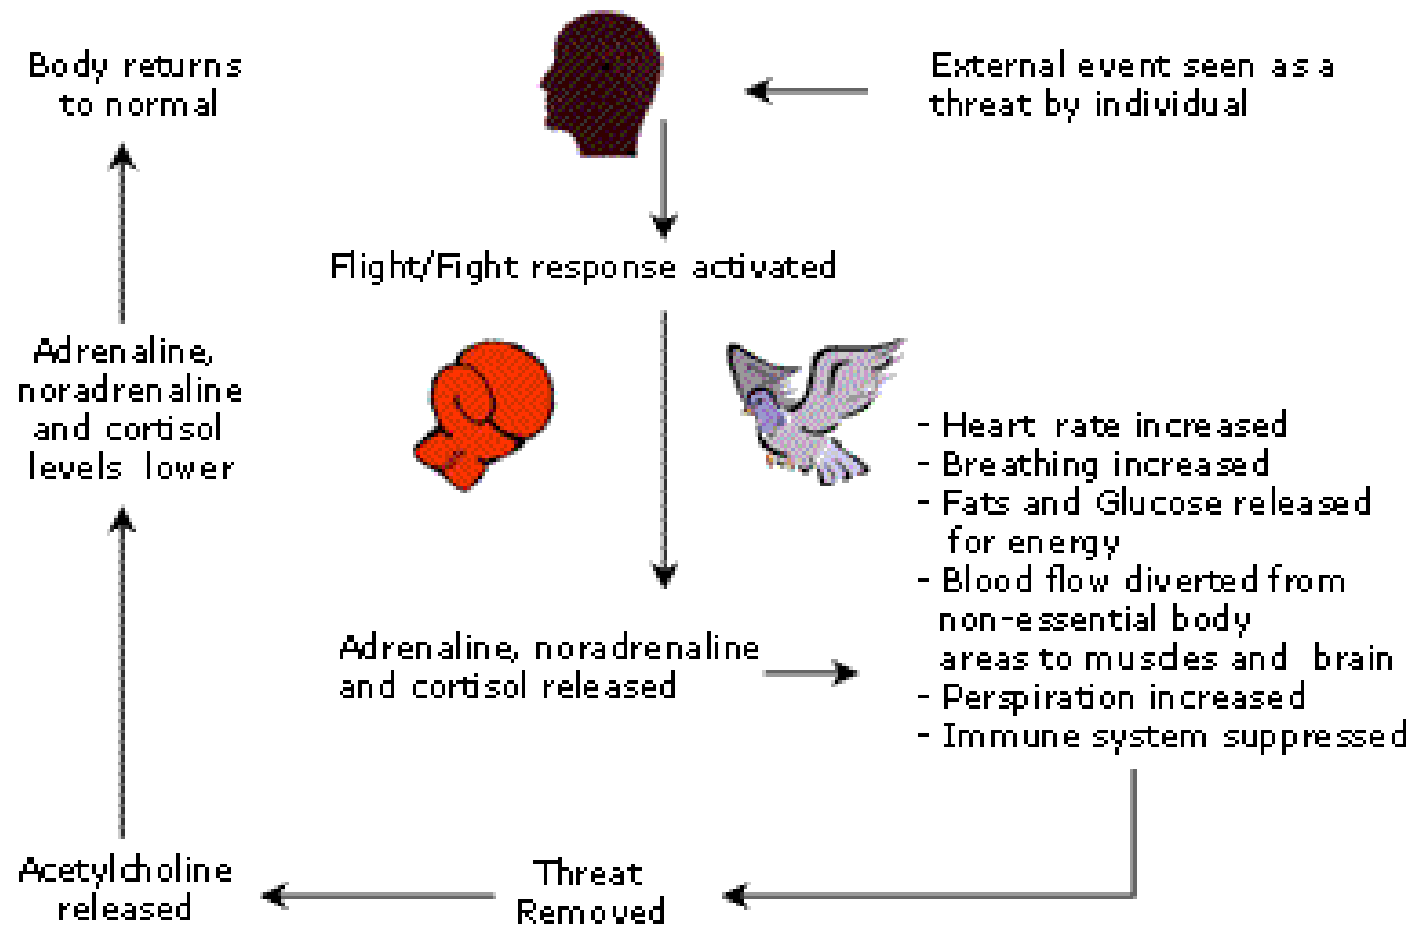 External event seen as a
threat by individual
Flight/Fight response activated
Adrenaline, noradrenaline
and cortisol released
- Heart rate increased
- Breathing increased
- Fats and Glucose released
for energy
- Blood flow diverted from
non-essential body
areas to muscles and brain
- Perspiration increased
- Immune system suppressed
Threat
Removed
Acetylcholine
released
Adrenaline,
noradrenaline
and cortisol
levels lower
Body returns
to normal